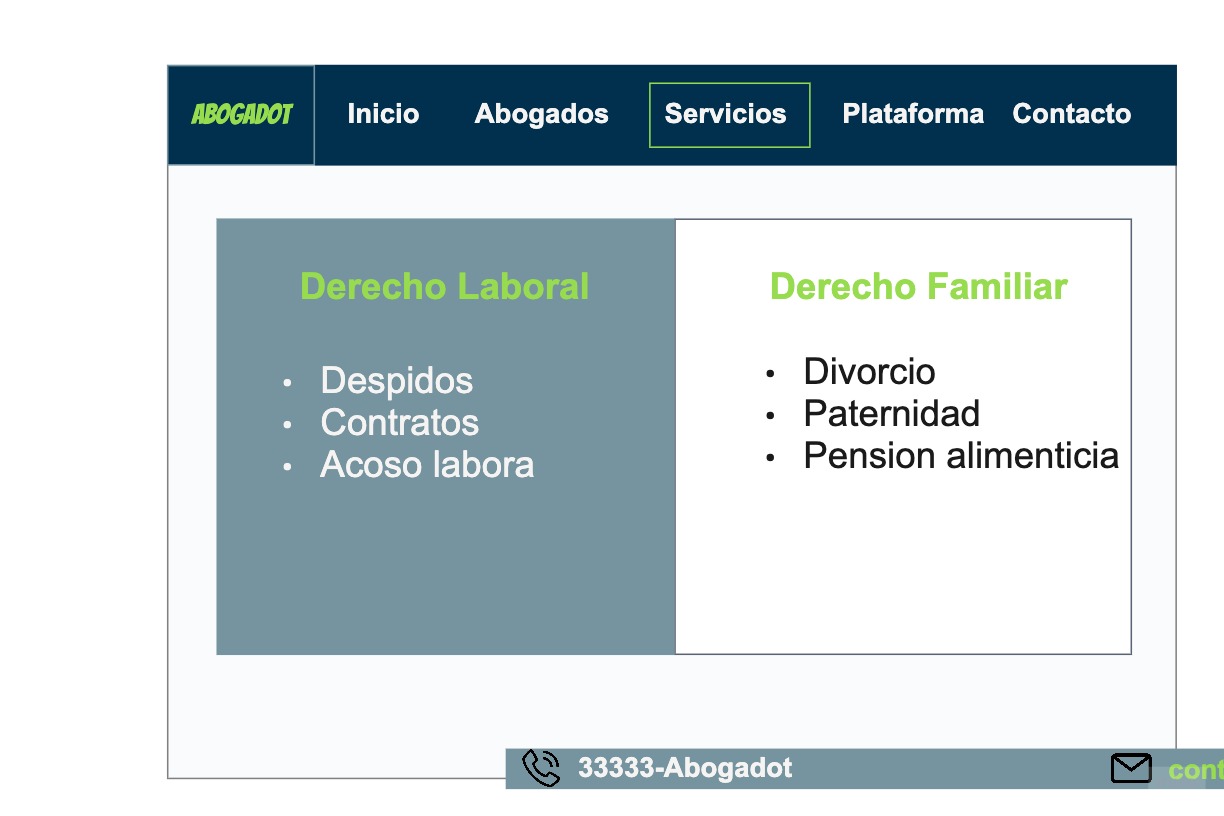 ABOGADOT Inicio Abogados Servicios Plataforma Contacto
Derecho Laboral
• Despidos
• Contratos
• Acoso labora
Derecho Familiar
• Divorcio
• Paternidad
• Pension alimenticia
33333-Abogadot cont